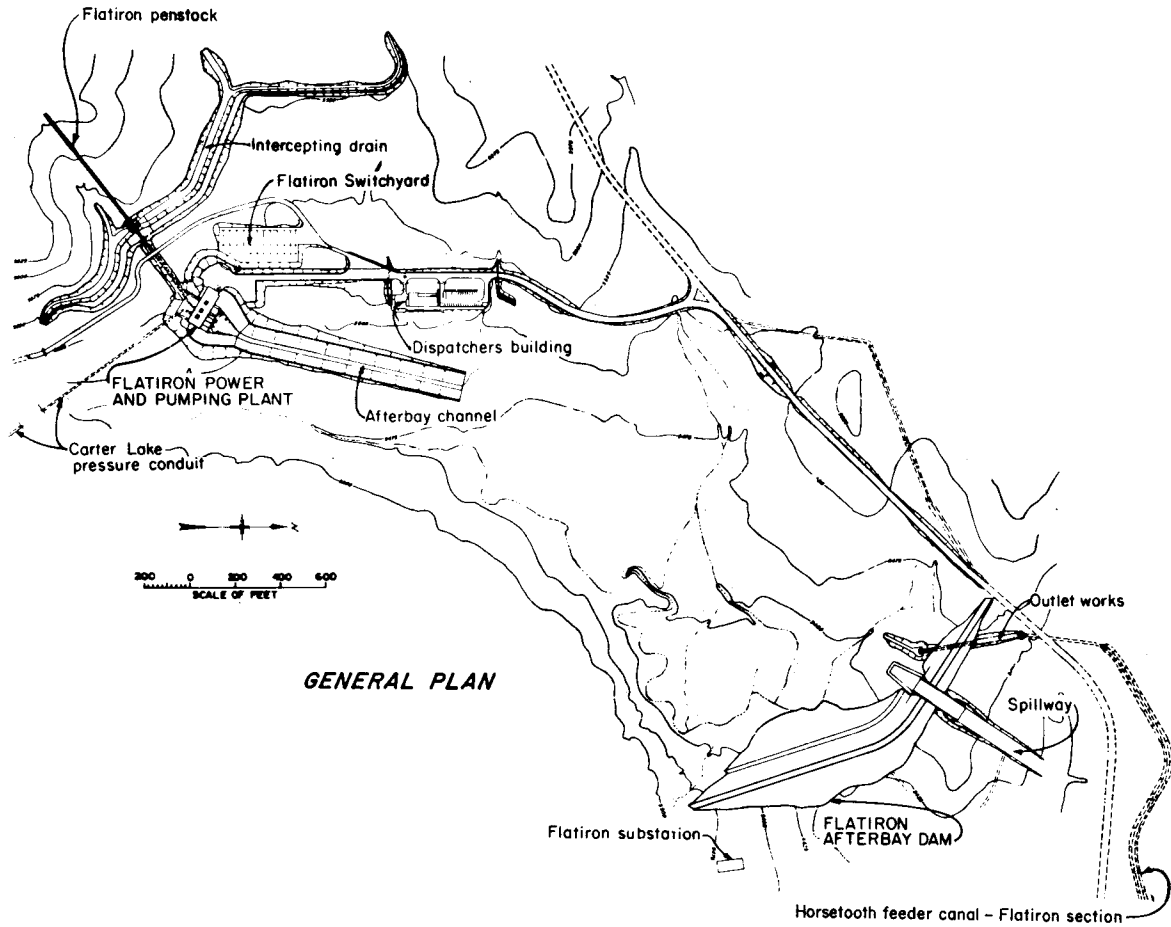 Flatiron penstock
Intercepting drain
Flatiron Switchyard
Dispatchers building
FLATIRON POWER
AND PUMPING PLANT
Afterbay channel
Carter Lake
pressure conduit
N
200 0 200 400 600
SCALE OF FEET
GENERAL PLAN
Outlet works
Spillway
Flatiron substation
FLATIRON
AFTERBAY DAM
Horsetooth feeder canal - Flatiron section